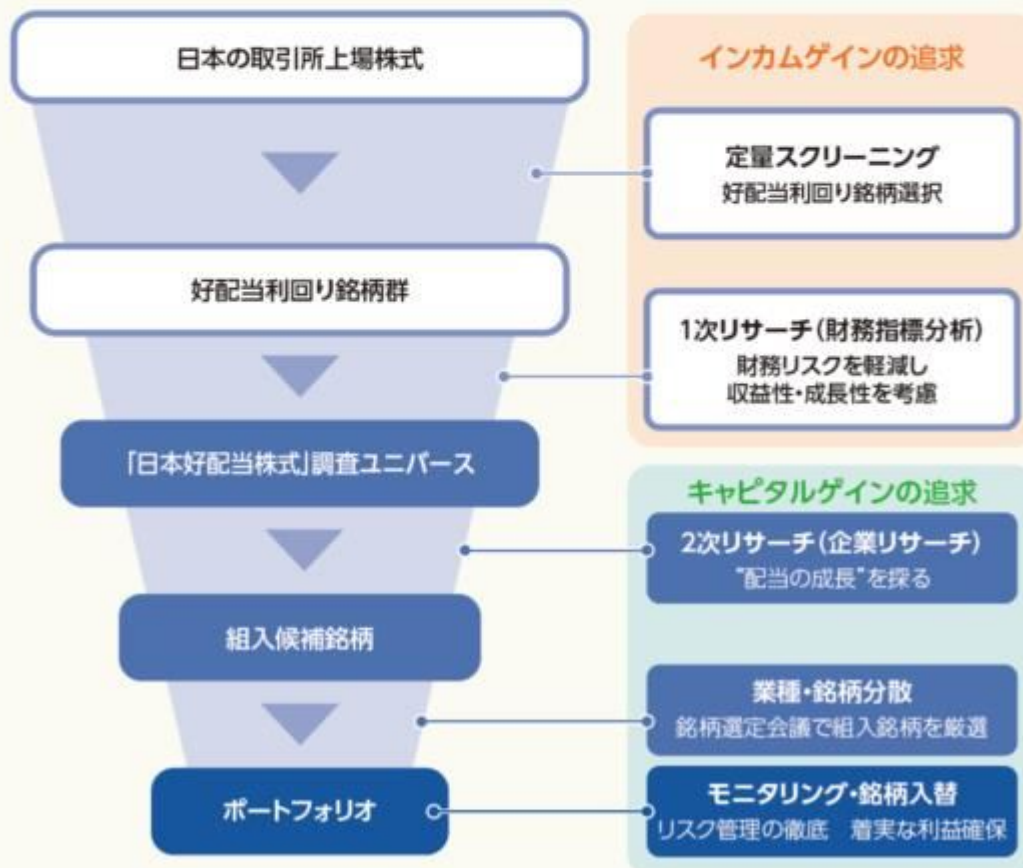 日本の取引所上場株式
好配当利回り銘柄群
「日本好配当株式」調査ユニバース
組入候補銘柄
ポートフォリオ
インカムゲインの追求
定量スクリーニング
好配当利回り銘柄選択
1次リサーチ(財務指標分析)
財務リスクを軽減し
収益性・成長性を考慮
キャピタルゲインの追求
2次リサーチ(企業リサーチ)
"配当の成長"を探る
業種・銘柄分散
銘柄選定会議で組入銘柄を厳選
モニタリング・銘柄入替
リスク管理の徹底　着実な利益確保